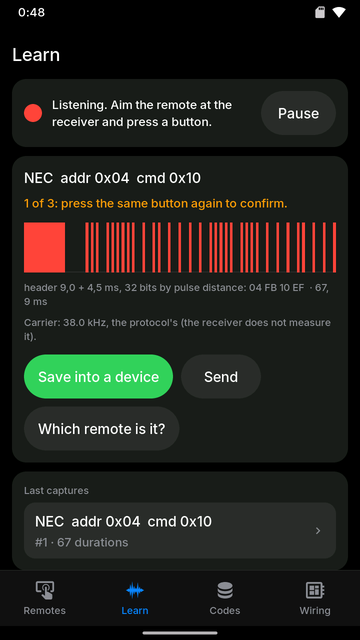 0:48
Learn
Listening. Aim the remote at the
receiver and press a button.
Pause
NEC  addr 0x04  cmd 0x10
1 of 3: press the same button again to confirm.
header 9,0 + 4,5 ms, 32 bits by pulse distance: 04 FB 10 EF  · 67,
9 ms
Carrier: 38.0 kHz, the protocol's (the receiver does not measure
it).
Save into a device
Send
Which remote is it?
Last captures
NEC  addr 0x04  cmd 0x10
#1 · 67 durations
Remotes
Learn
Codes
Wiring